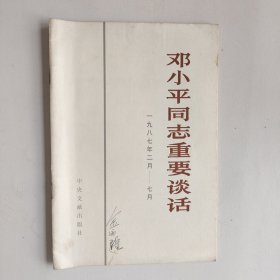 邓小平同志重要谈话
一九八七年二月——七月
中央文献出版社